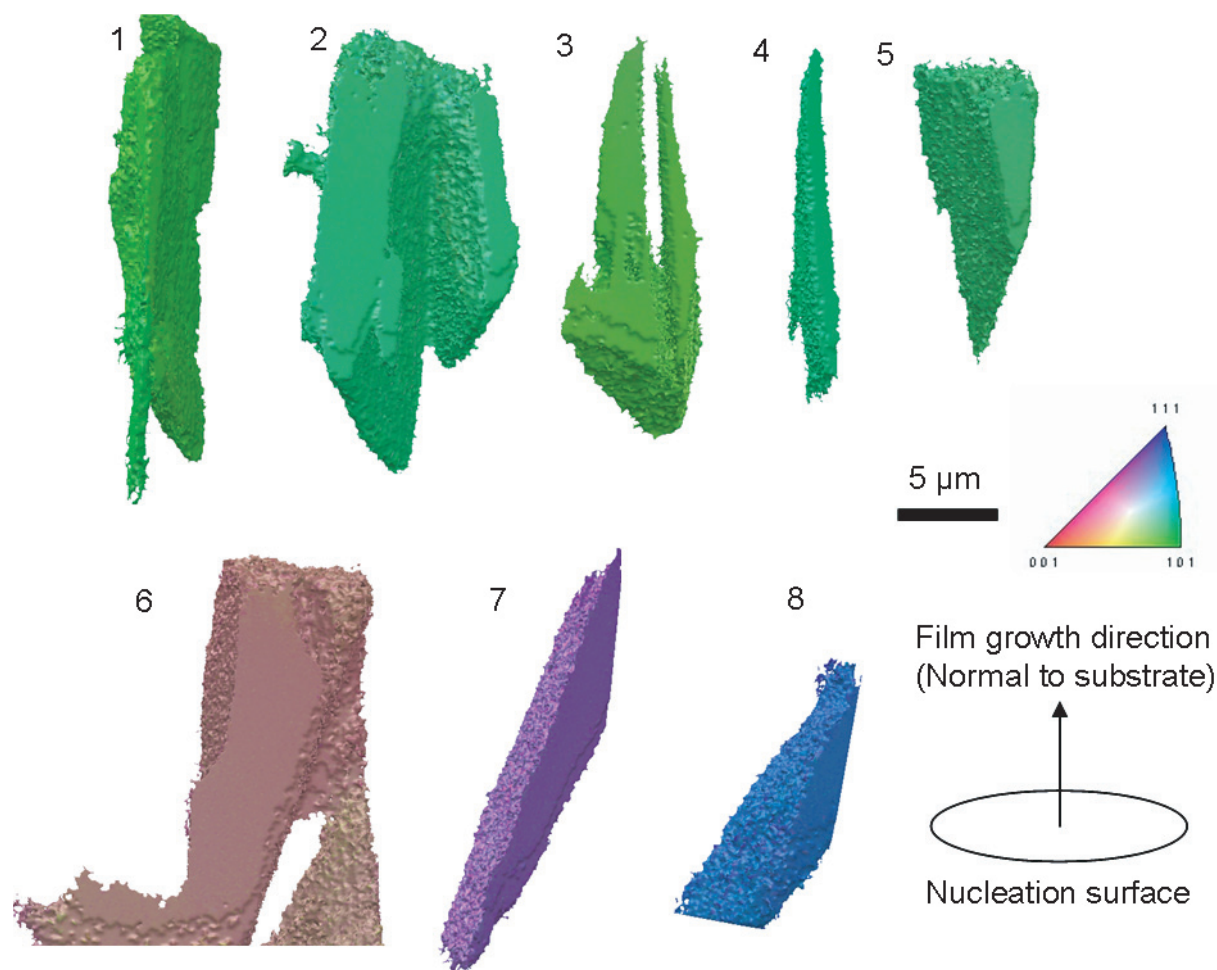 1
2
3
4
5
111
5 µm
001
101
6
7
8
Film growth direction
(Normal to substrate)
Nucleation surface